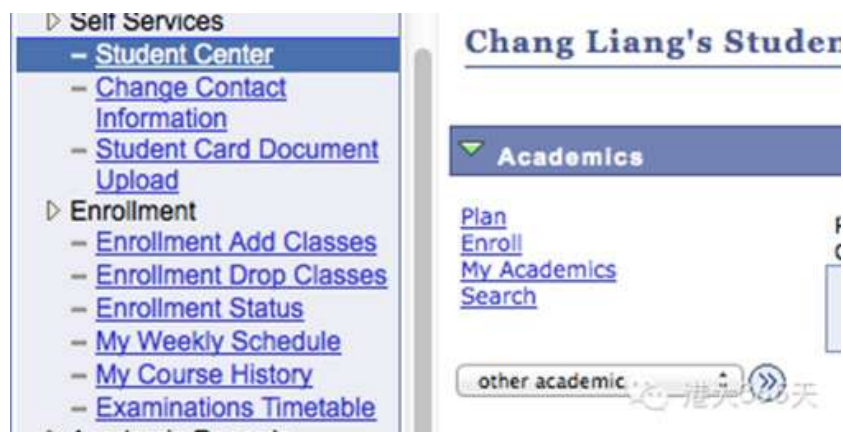 Self Services
Student Center
Change Contact
Information
Student Card Document
Upload
Enrollment
Enrollment Add Classes
Enrollment Drop Classes
Enrollment Status
My Weekly Schedule
My Course History
Examinations Timetable
Chang Liang's Studen
Academics
Plan
Enroll
My Academics
Search
other academic